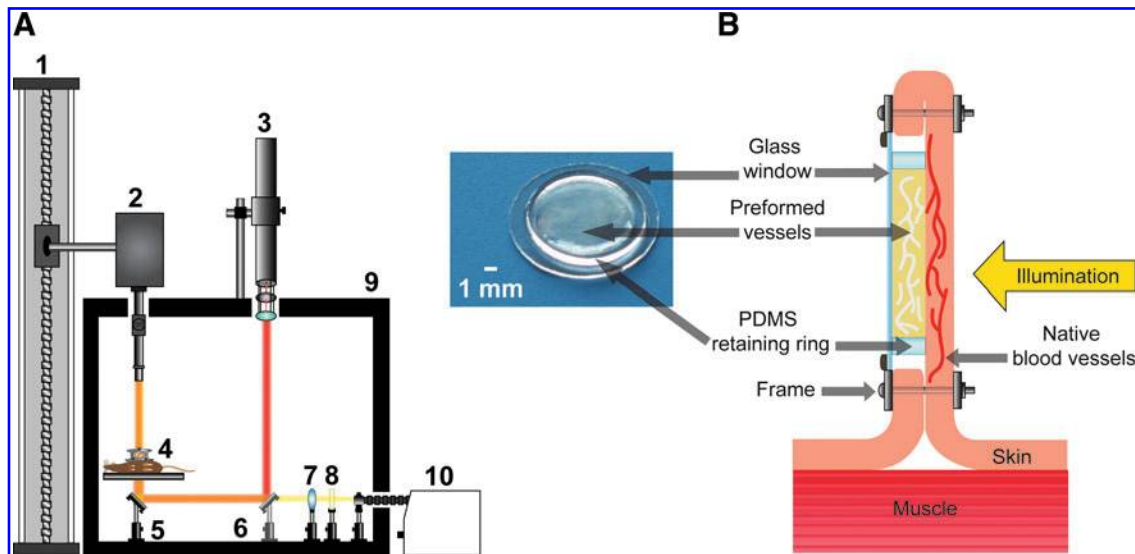 A
1
2
3
4
5
6
7
8
9
10
1 mm
B
Glass
window
Preformed
vessels
PDMS
retaining ring
Frame
Illumination
Native
blood vessels
Skin
Muscle